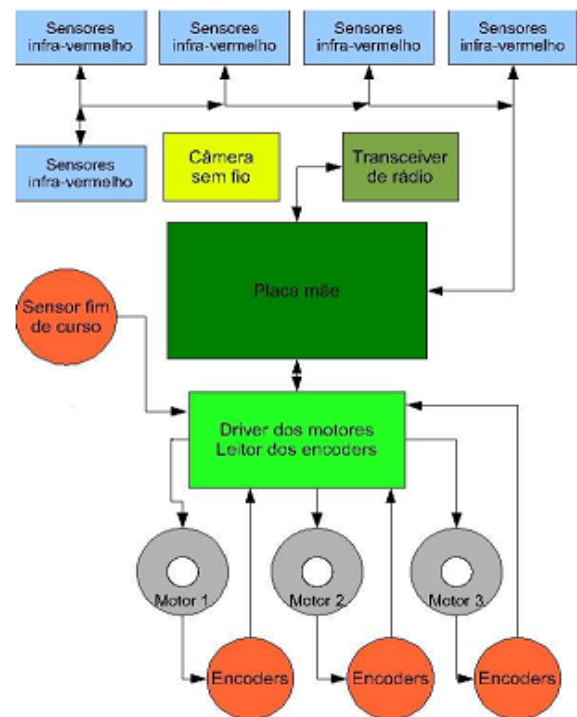 Sensores
infra-vermelho
Sensores
infra-vermelho
Sensores
infra-vermelho
Sensores
infra-vermelho
Sensores
infra-vermelho
Câmera
sem fio
Transceiver
de rádio
Placa mãe
Sensor fim
de curso
Driver dos motores
Leitor dos encoders
Motor 1
Motor 2
Motor 3
Encoders
Encoders
Encoders